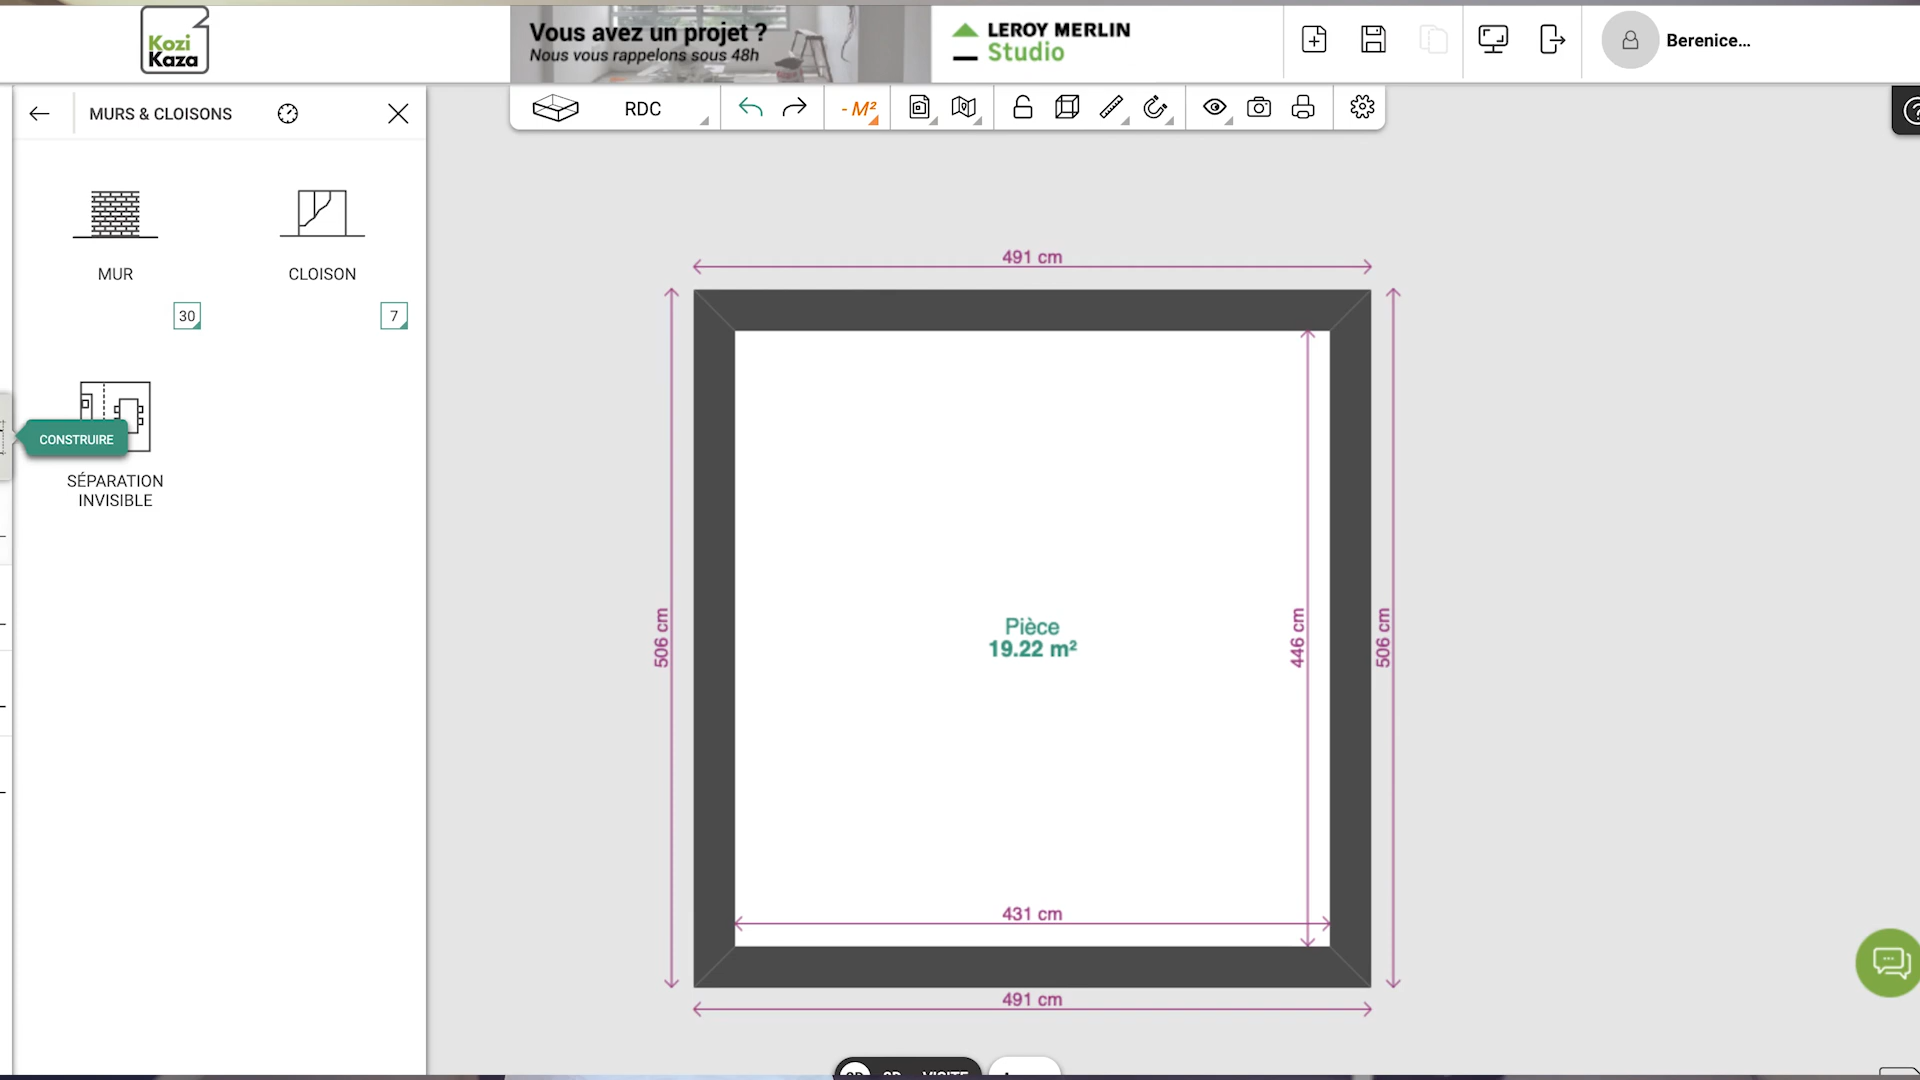 Kozi
Kaza
Vous avez un projet ?
Nous vous rappelons sous 48h
LEROY MERLIN
Studio
Berenice...
MURS & CLOISONS
RDC
- M²
MUR
CLOISON
30
7
CONSTRUIRE
SÉPARATION
INVISIBLE
491 cm
506 cm
Pièce
19.22 m²
446 cm
506 cm
431 cm
491 cm
VISITE